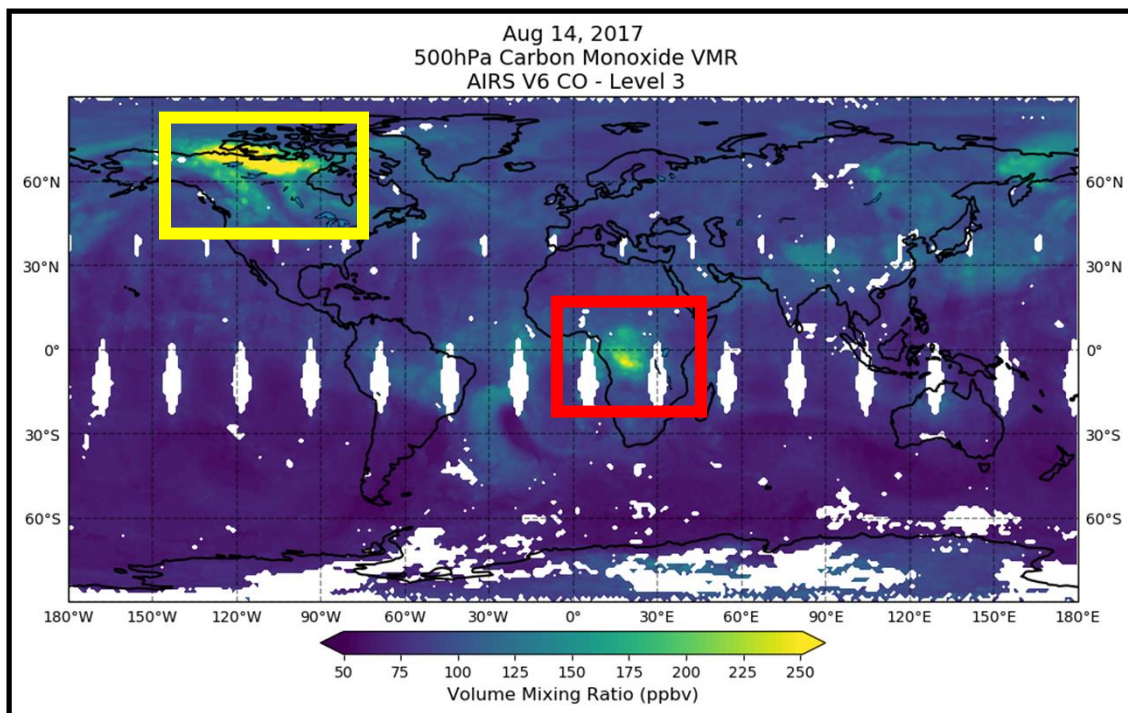 Aug 14, 2017
500hPa Carbon Monoxide VMR
AIRS V6 CO - Level 3
60°N 60°N
30°N 30°N
0° 0°
30°S 30°S
60°S 60°S
180°W 150°W 120°W 90°W 60°W 30°W 0° 30°E 60°E 90°E 120°E 150°E 180°E
50 75 100 125 150 175 200 225 250
Volume Mixing Ratio (ppbv)